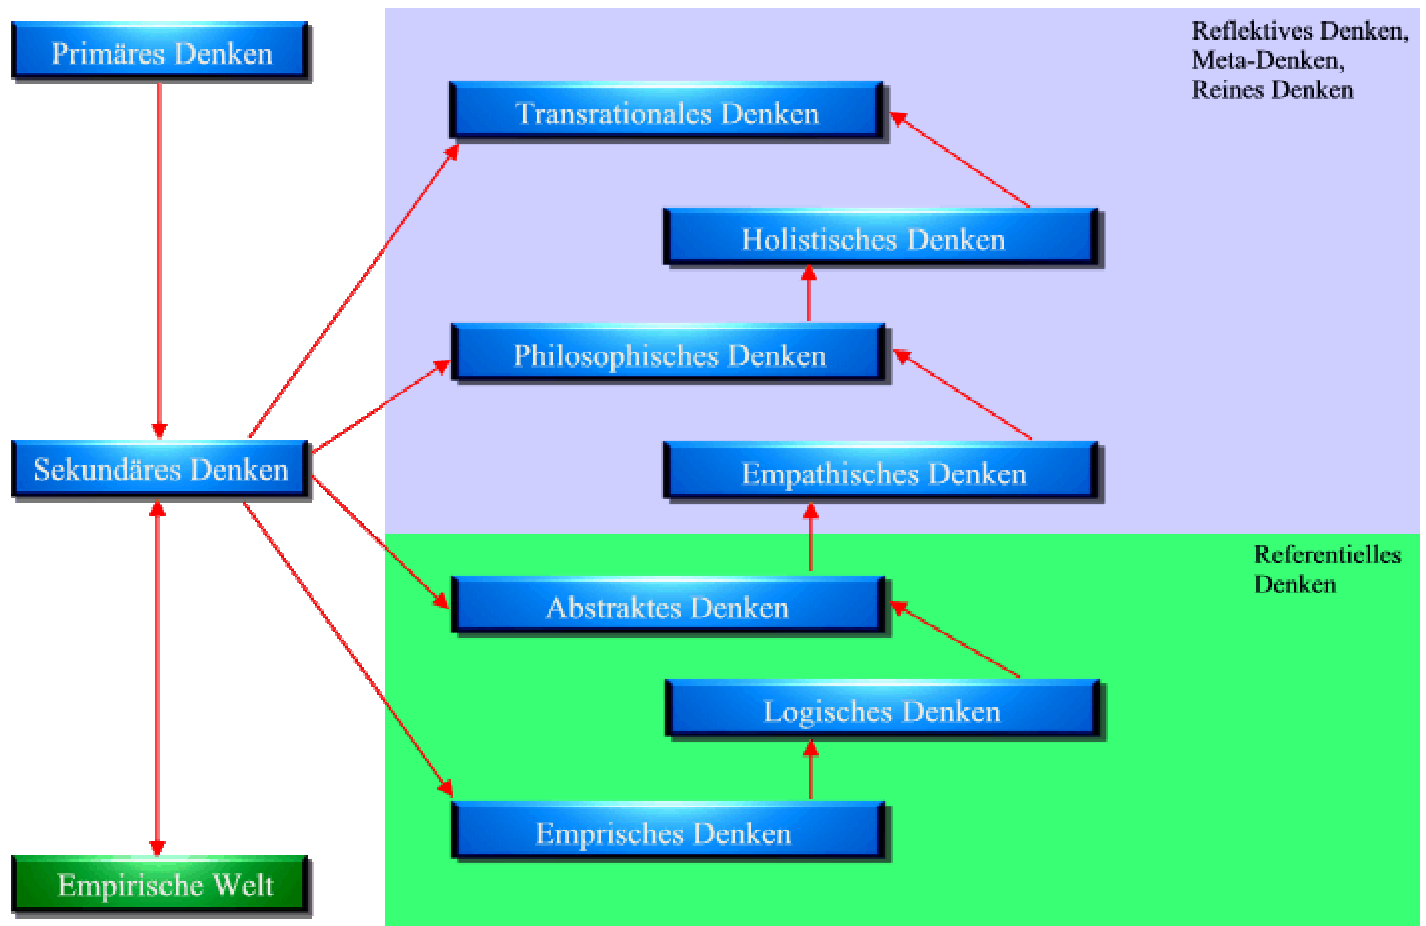 Primäres Denken
Reflektives Denken,
Meta-Denken,
Reines Denken
Transrationales Denken
Holistisches Denken
Philosophisches Denken
Sekundäres Denken
Empathisches Denken
Referentielles
Denken
Abstraktes Denken
Logisches Denken
Emprisches Denken
Empirische Welt